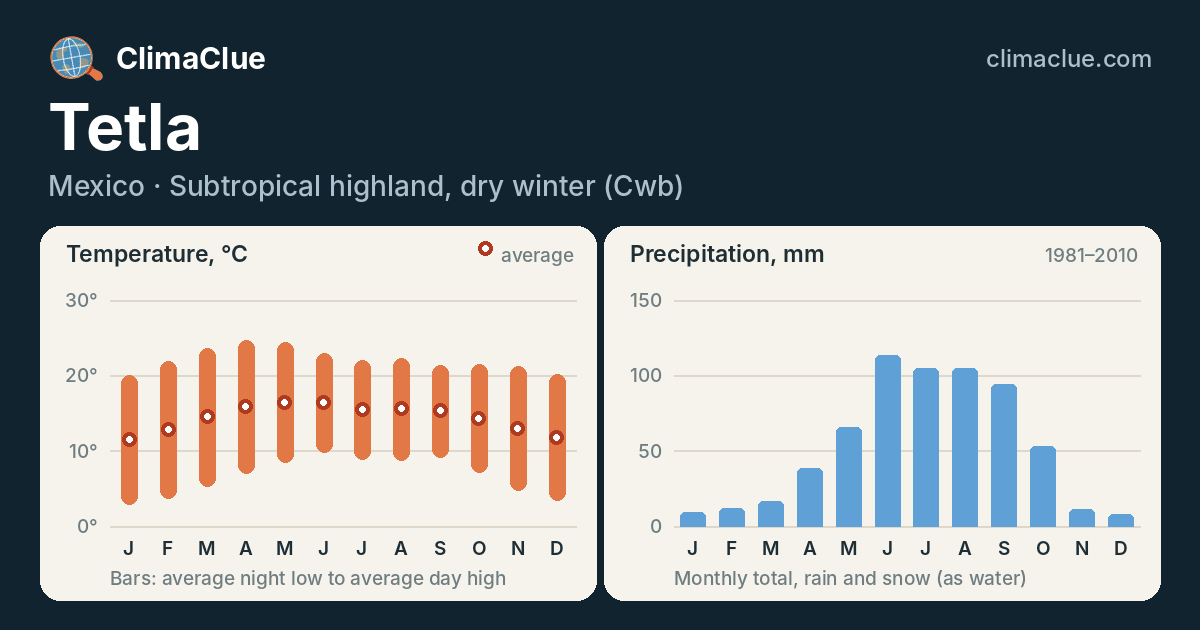 ClimaClue
climaclue.com
Tetla
Mexico · Subtropical highland, dry winter (Cwb)
Temperature, °C
average
30°
20°
10°
0°
J F M A M J J A S O N D
Bars: average night low to average day high
Precipitation, mm
1981–2010
150
100
50
0
J F M A M J J A S O N D
Monthly total, rain and snow (as water)